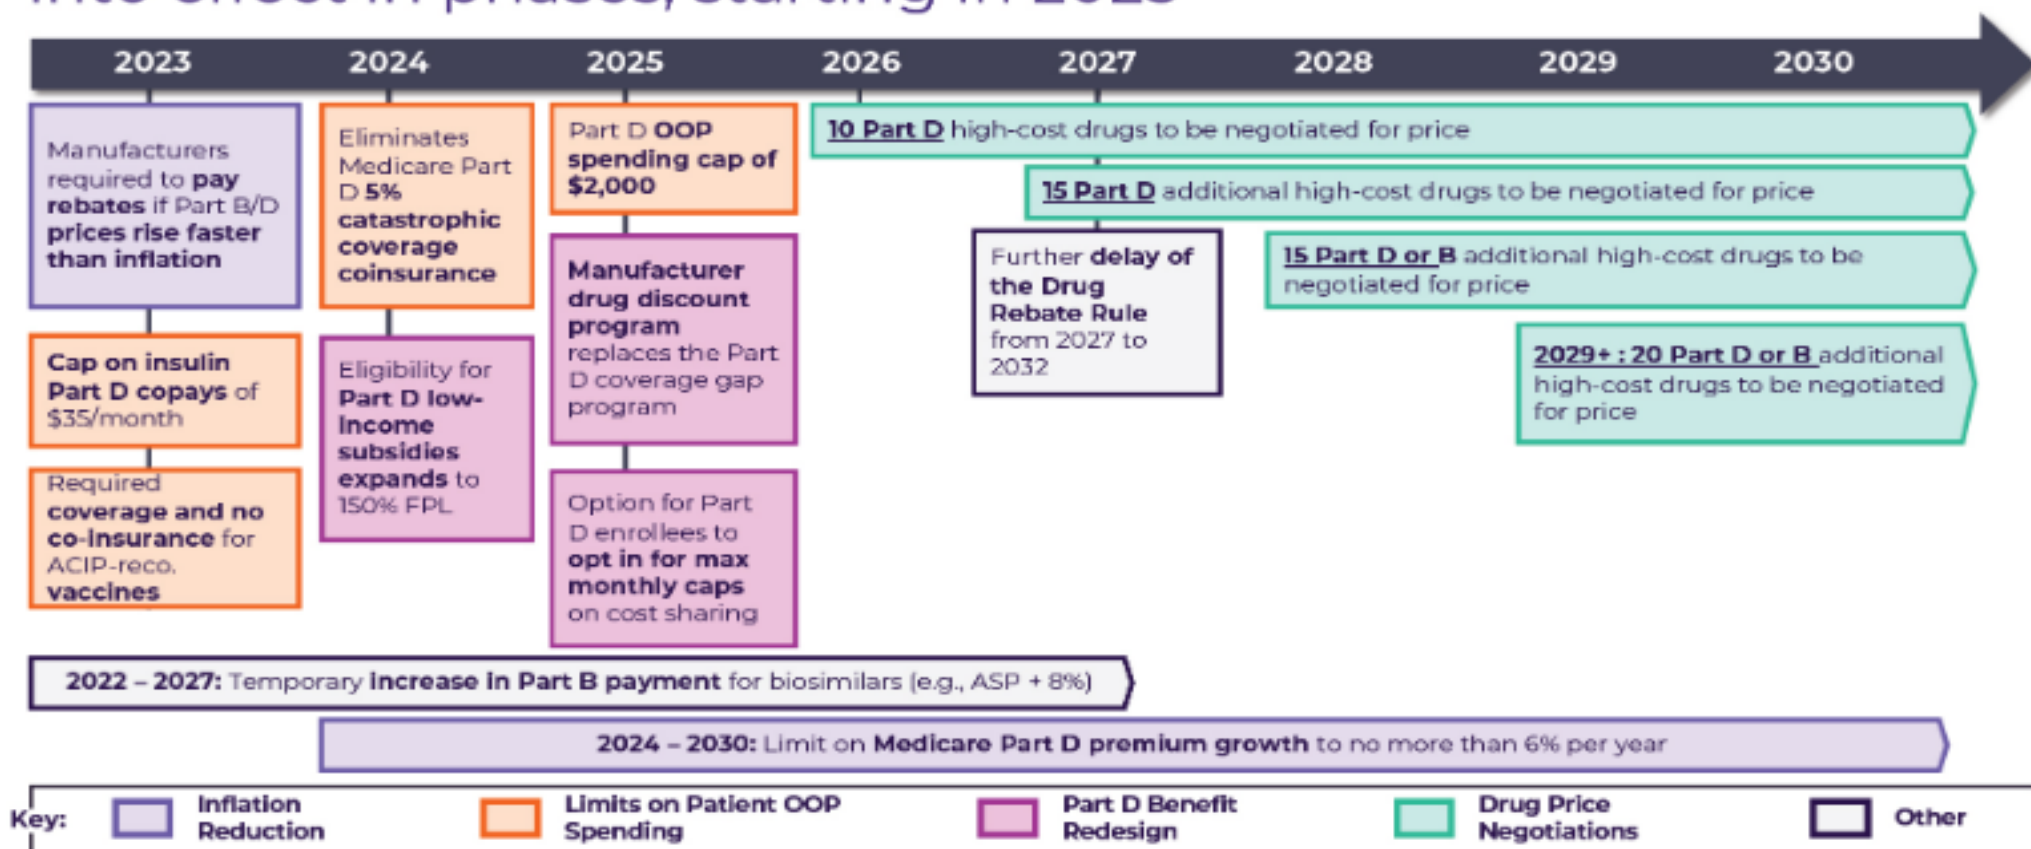 into effect in phases, starting in 2023
2023 2024 2025 2026 2027 2028 2029 2030
Manufacturers
required to pay
rebates if Part B/D
prices rise faster
than inflation
Cap on insulin
Part D copays of
$35/month
Required
coverage and no
co-insurance for
ACIP-reco.
vaccines
Eliminates
Medicare Part
D 5%
catastrophic
coverage
coinsurance
Eligibility for
Part D low-
income
subsidies
expands to
150% FPL
Part D OOP
spending cap of
$2,000
Manufacturer
drug discount
program
replaces the Part
D coverage gap
program
Option for Part
D enrollees to
opt in for max
monthly caps
on cost sharing
10 Part D high-cost drugs to be negotiated for price
15 Part D additional high-cost drugs to be negotiated for price
Further delay of
the Drug
Rebate Rule
from 2027 to
2032
15 Part D or B additional high-cost drugs to be
negotiated for price
2029+ : 20 Part D or B additional
high-cost drugs to be negotiated
for price
2022 – 2027: Temporary increase in Part B payment for biosimilars (e.g., ASP + 8%)
2024 – 2030: Limit on Medicare Part D premium growth to no more than 6% per year
Key:
Inflation
Reduction
Limits on Patient OOP
Spending
Part D Benefit
Redesign
Drug Price
Negotiations
Other